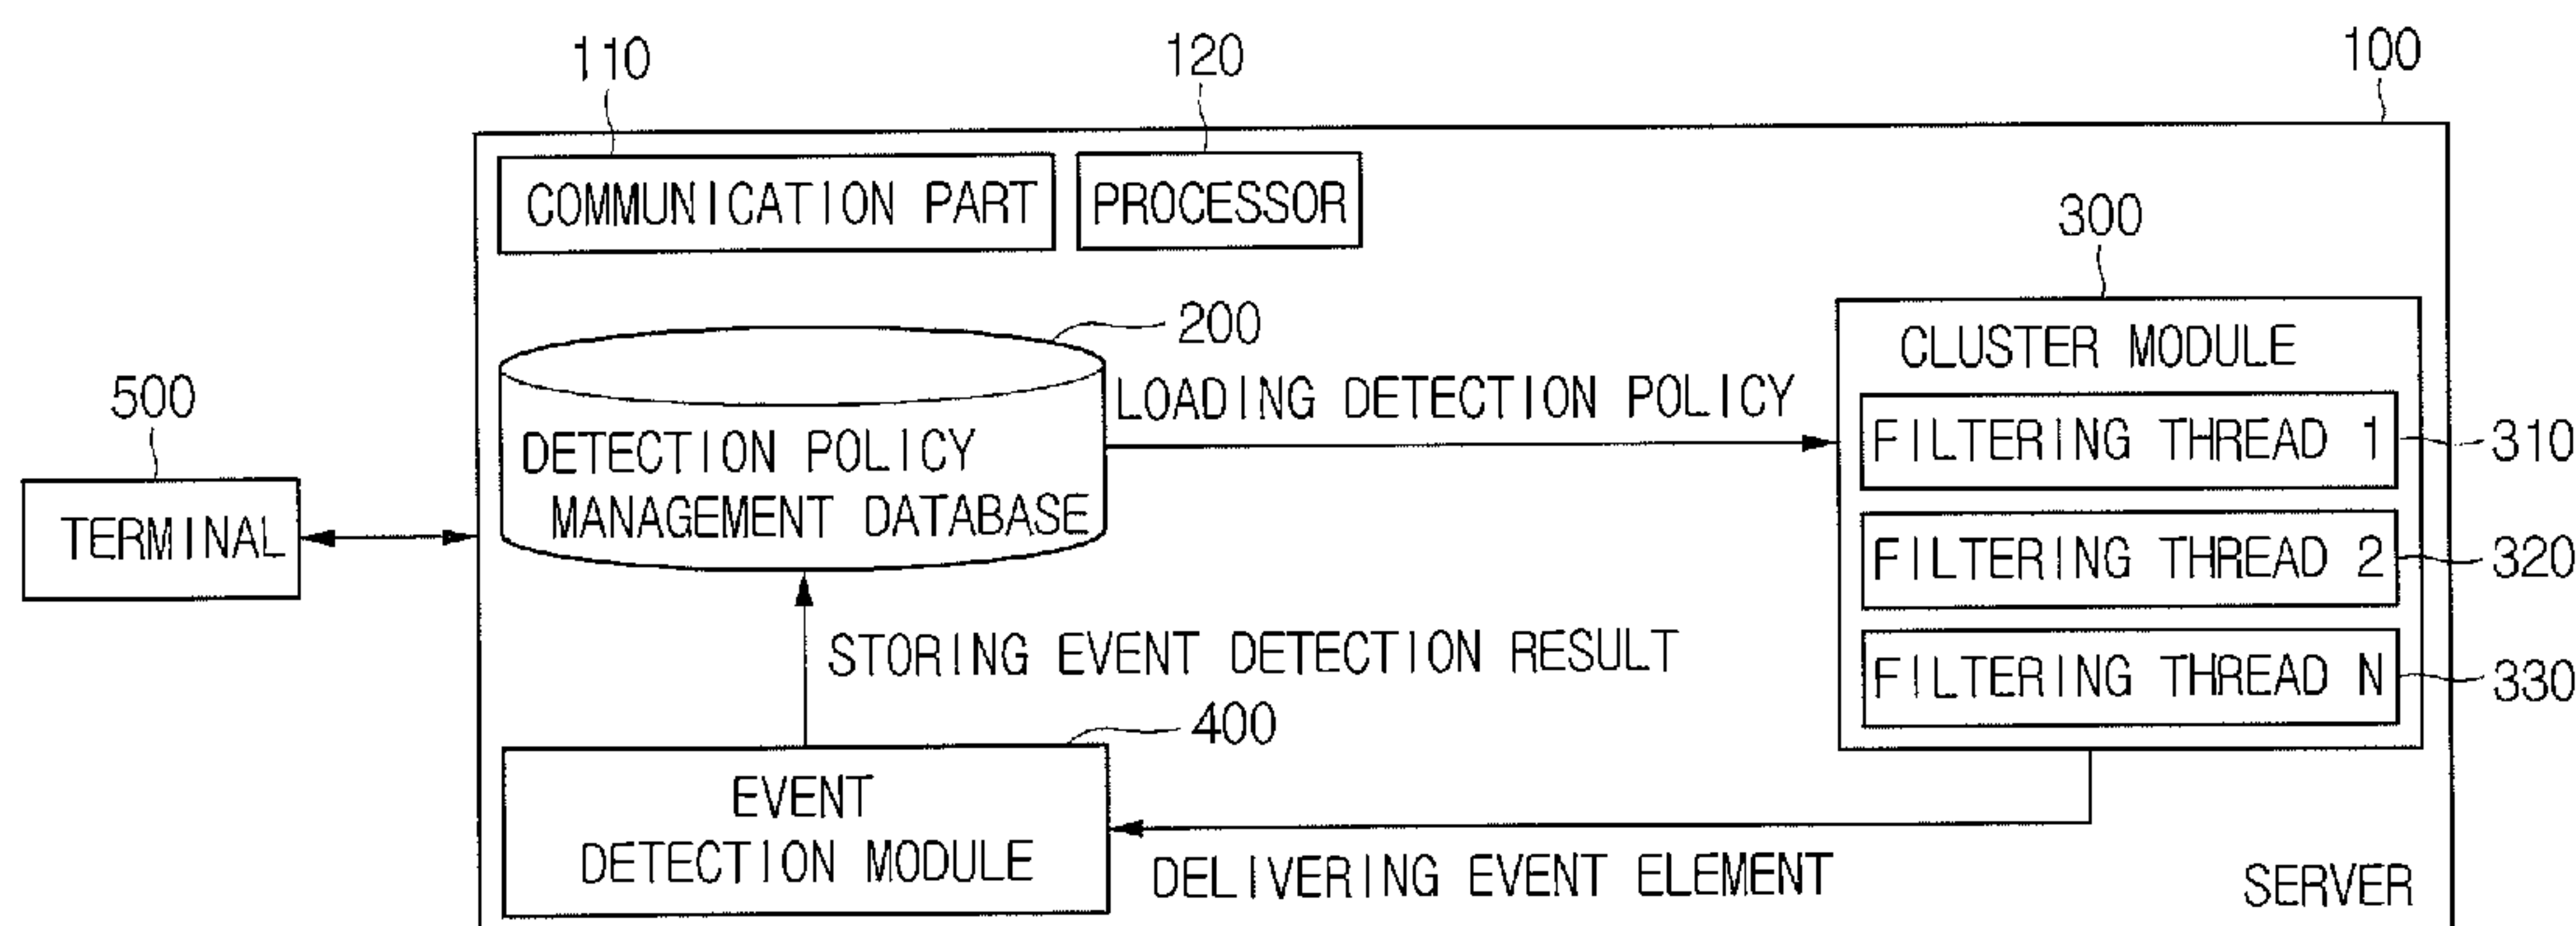 110
120
100
COMMUNICATION PART
PROCESSOR
300
200
CLUSTER MODULE
500
LOADING DETECTION POLICY
FILTERING THREAD 1
310
DETECTION POLICY
MANAGEMENT DATABASE
TERMINAL
FILTERING THREAD 2
320
STORING EVENT DETECTION RESULT
FILTERING THREAD N
330
400
EVENT
DETECTION MODULE
DELIVERING EVENT ELEMENT
SERVER